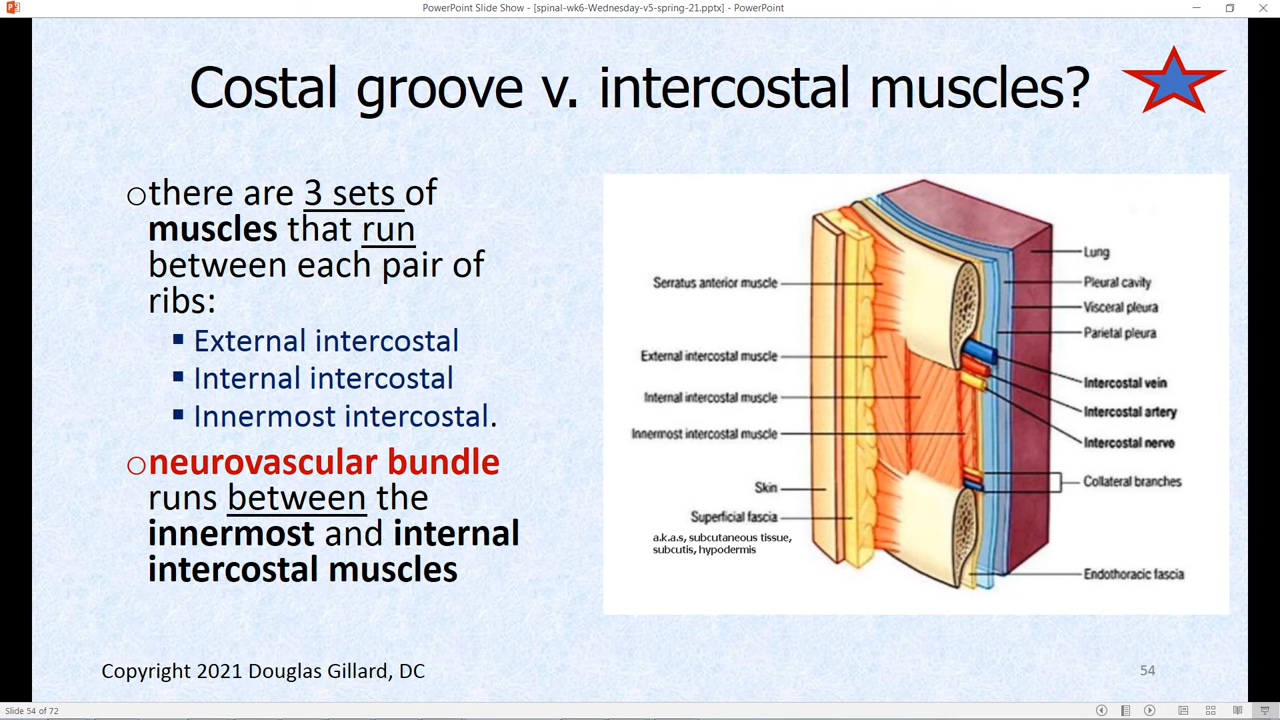 PowerPoint Slide Show - [spinal-wk6-Wednesday-v5-spring-21.pptx] - PowerPoint
Costal groove v. intercostal muscles?
there are 3 sets of
muscles that run
between each pair of
ribs:
External intercostal
Internal intercostal
Innermost intercostal.
neurovascular bundle
runs between the
innermost and internal
intercostal muscles
Serratus anterior muscle
External intercostal muscle
Internal intercostal muscle
Innermost intercostal muscle
Skin
Superficial fascia
a.k.a.s, subcutaneous tissue,
subcutis, hypodermis
Lung
Pleural cavity
Visceral pleura
Parietal pleura
Intercostal vein
Intercostal artery
Intercostal nerve
Collateral branches
Endothoracic fascia
Copyright 2021 Douglas Gillard, DC
54
Slide 54 of 72